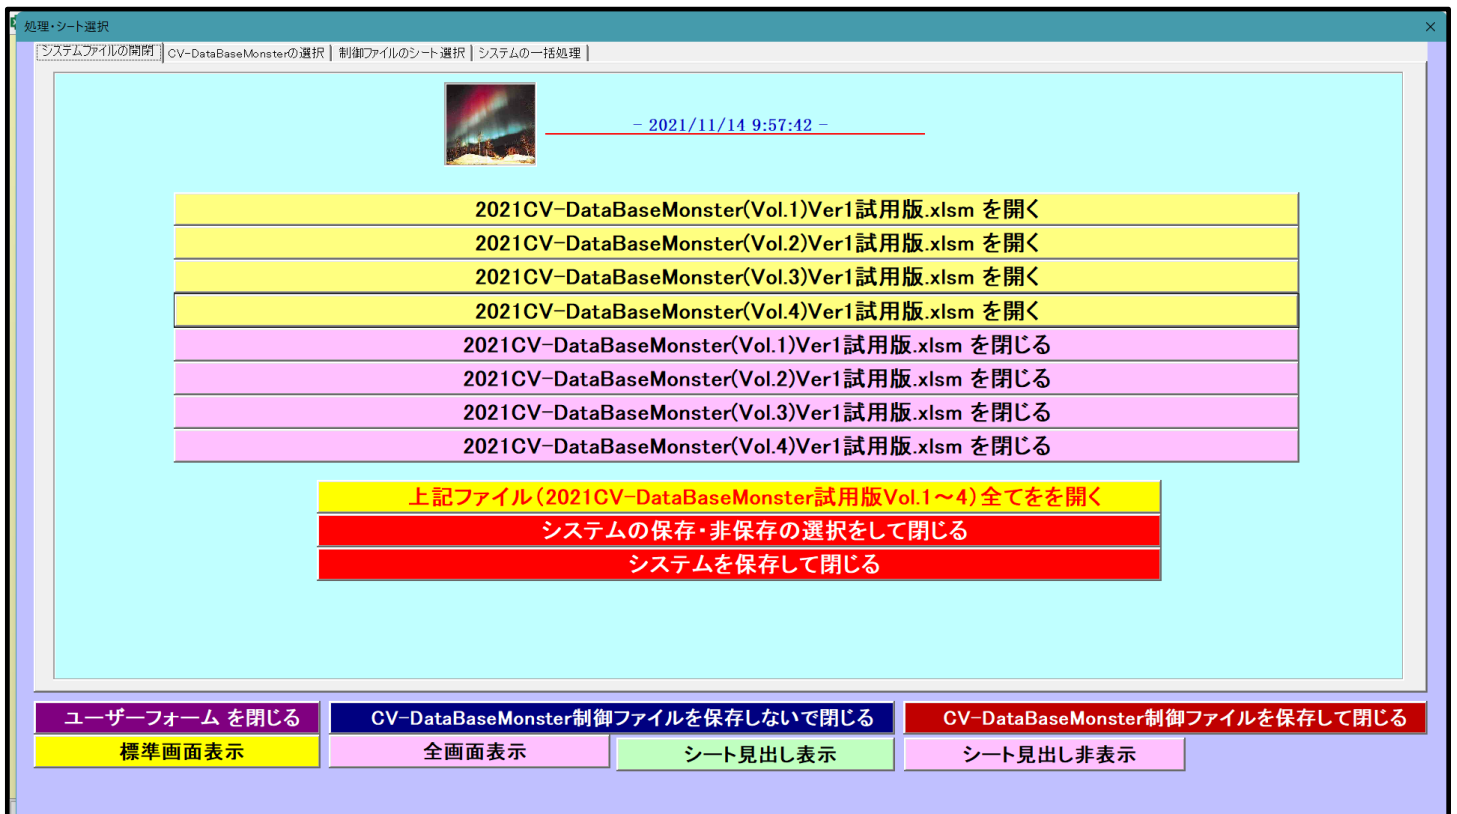 処理・シート選択
システムファイルの開閉 CV-DataBaseMonsterの選択 制御ファイルのシート選択 システムの一括処理
- 2021/11/14 9:57:42 -
2021CV-DataBaseMonster(Vol.1)Ver1試用版.xlsm を開く
2021CV-DataBaseMonster(Vol.2)Ver1試用版.xlsm を開く
2021CV-DataBaseMonster(Vol.3)Ver1試用版.xlsm を開く
2021CV-DataBaseMonster(Vol.4)Ver1試用版.xlsm を開く
2021CV-DataBaseMonster(Vol.1)Ver1試用版.xlsm を閉じる
2021CV-DataBaseMonster(Vol.2)Ver1試用版.xlsm を閉じる
2021CV-DataBaseMonster(Vol.3)Ver1試用版.xlsm を閉じる
2021CV-DataBaseMonster(Vol.4)Ver1試用版.xlsm を閉じる
上記ファイル(2021CV-DataBaseMonster試用版Vol.1～4)全てをを開く
システムの保存・非保存の選択をして閉じる
システムを保存して閉じる
ユーザーフォーム を閉じる CV-DataBaseMonster制御ファイルを保存しないで閉じる CV-DataBaseMonster制御ファイルを保存して閉じる
標準画面表示 全画面表示 シート見出し表示 シート見出し非表示